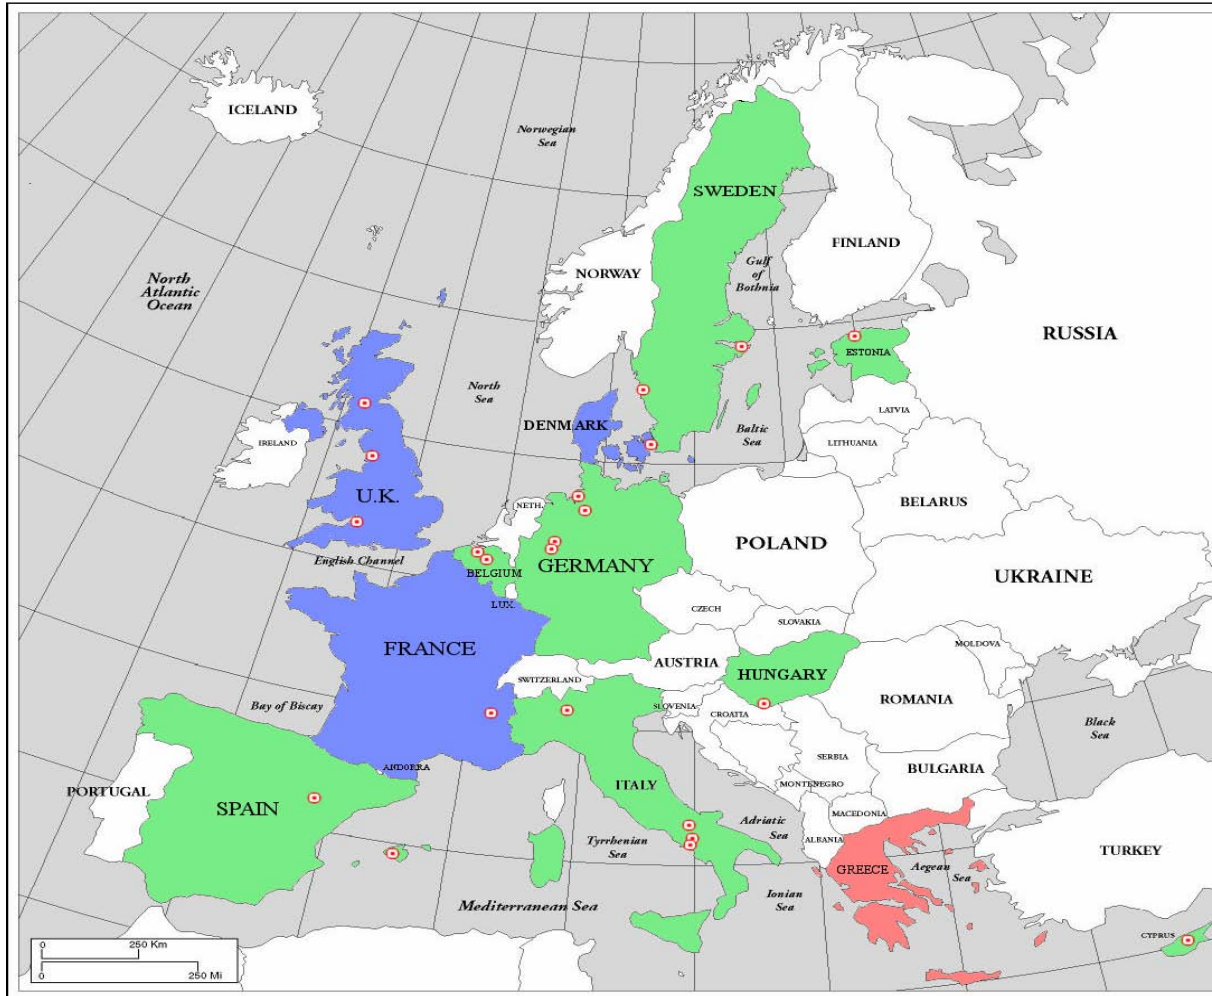 ICELAND
Norwegian
Sea
SWEDEN
FINLAND
NORWAY
Gulf
of
Bothnia
North
Atlantic
Ocean
RUSSIA
ESTONIA
North
Sea
LATVIA
DENMARK
Baltic
Sea
IRELAND
LITHUANIA
U.K.
BELARUS
NETH.
POLAND
English Channel
BELGIUM
GERMANY
UKRAINE
LUX.
CZECH
SLOVAKIA
FRANCE
MOLDOVA
AUSTRIA
HUNGARY
SWITZERLAND
ROMANIA
Bay of Biscay
SLOVENIA
CROATIA
Black
Sea
SERBIA
ANDORRA
BULGARIA
MONTENEGRO
PORTUGAL
ITALY
SPAIN
MACEDONIA
Adriatic
Sea
ALBANIA
Tyrrhenian
Sea
TURKEY
GREECE
Aegean
Sea
Ionian
Sea
Mediterranean Sea
CYPRUS
0 250 Km
0 250 Mi